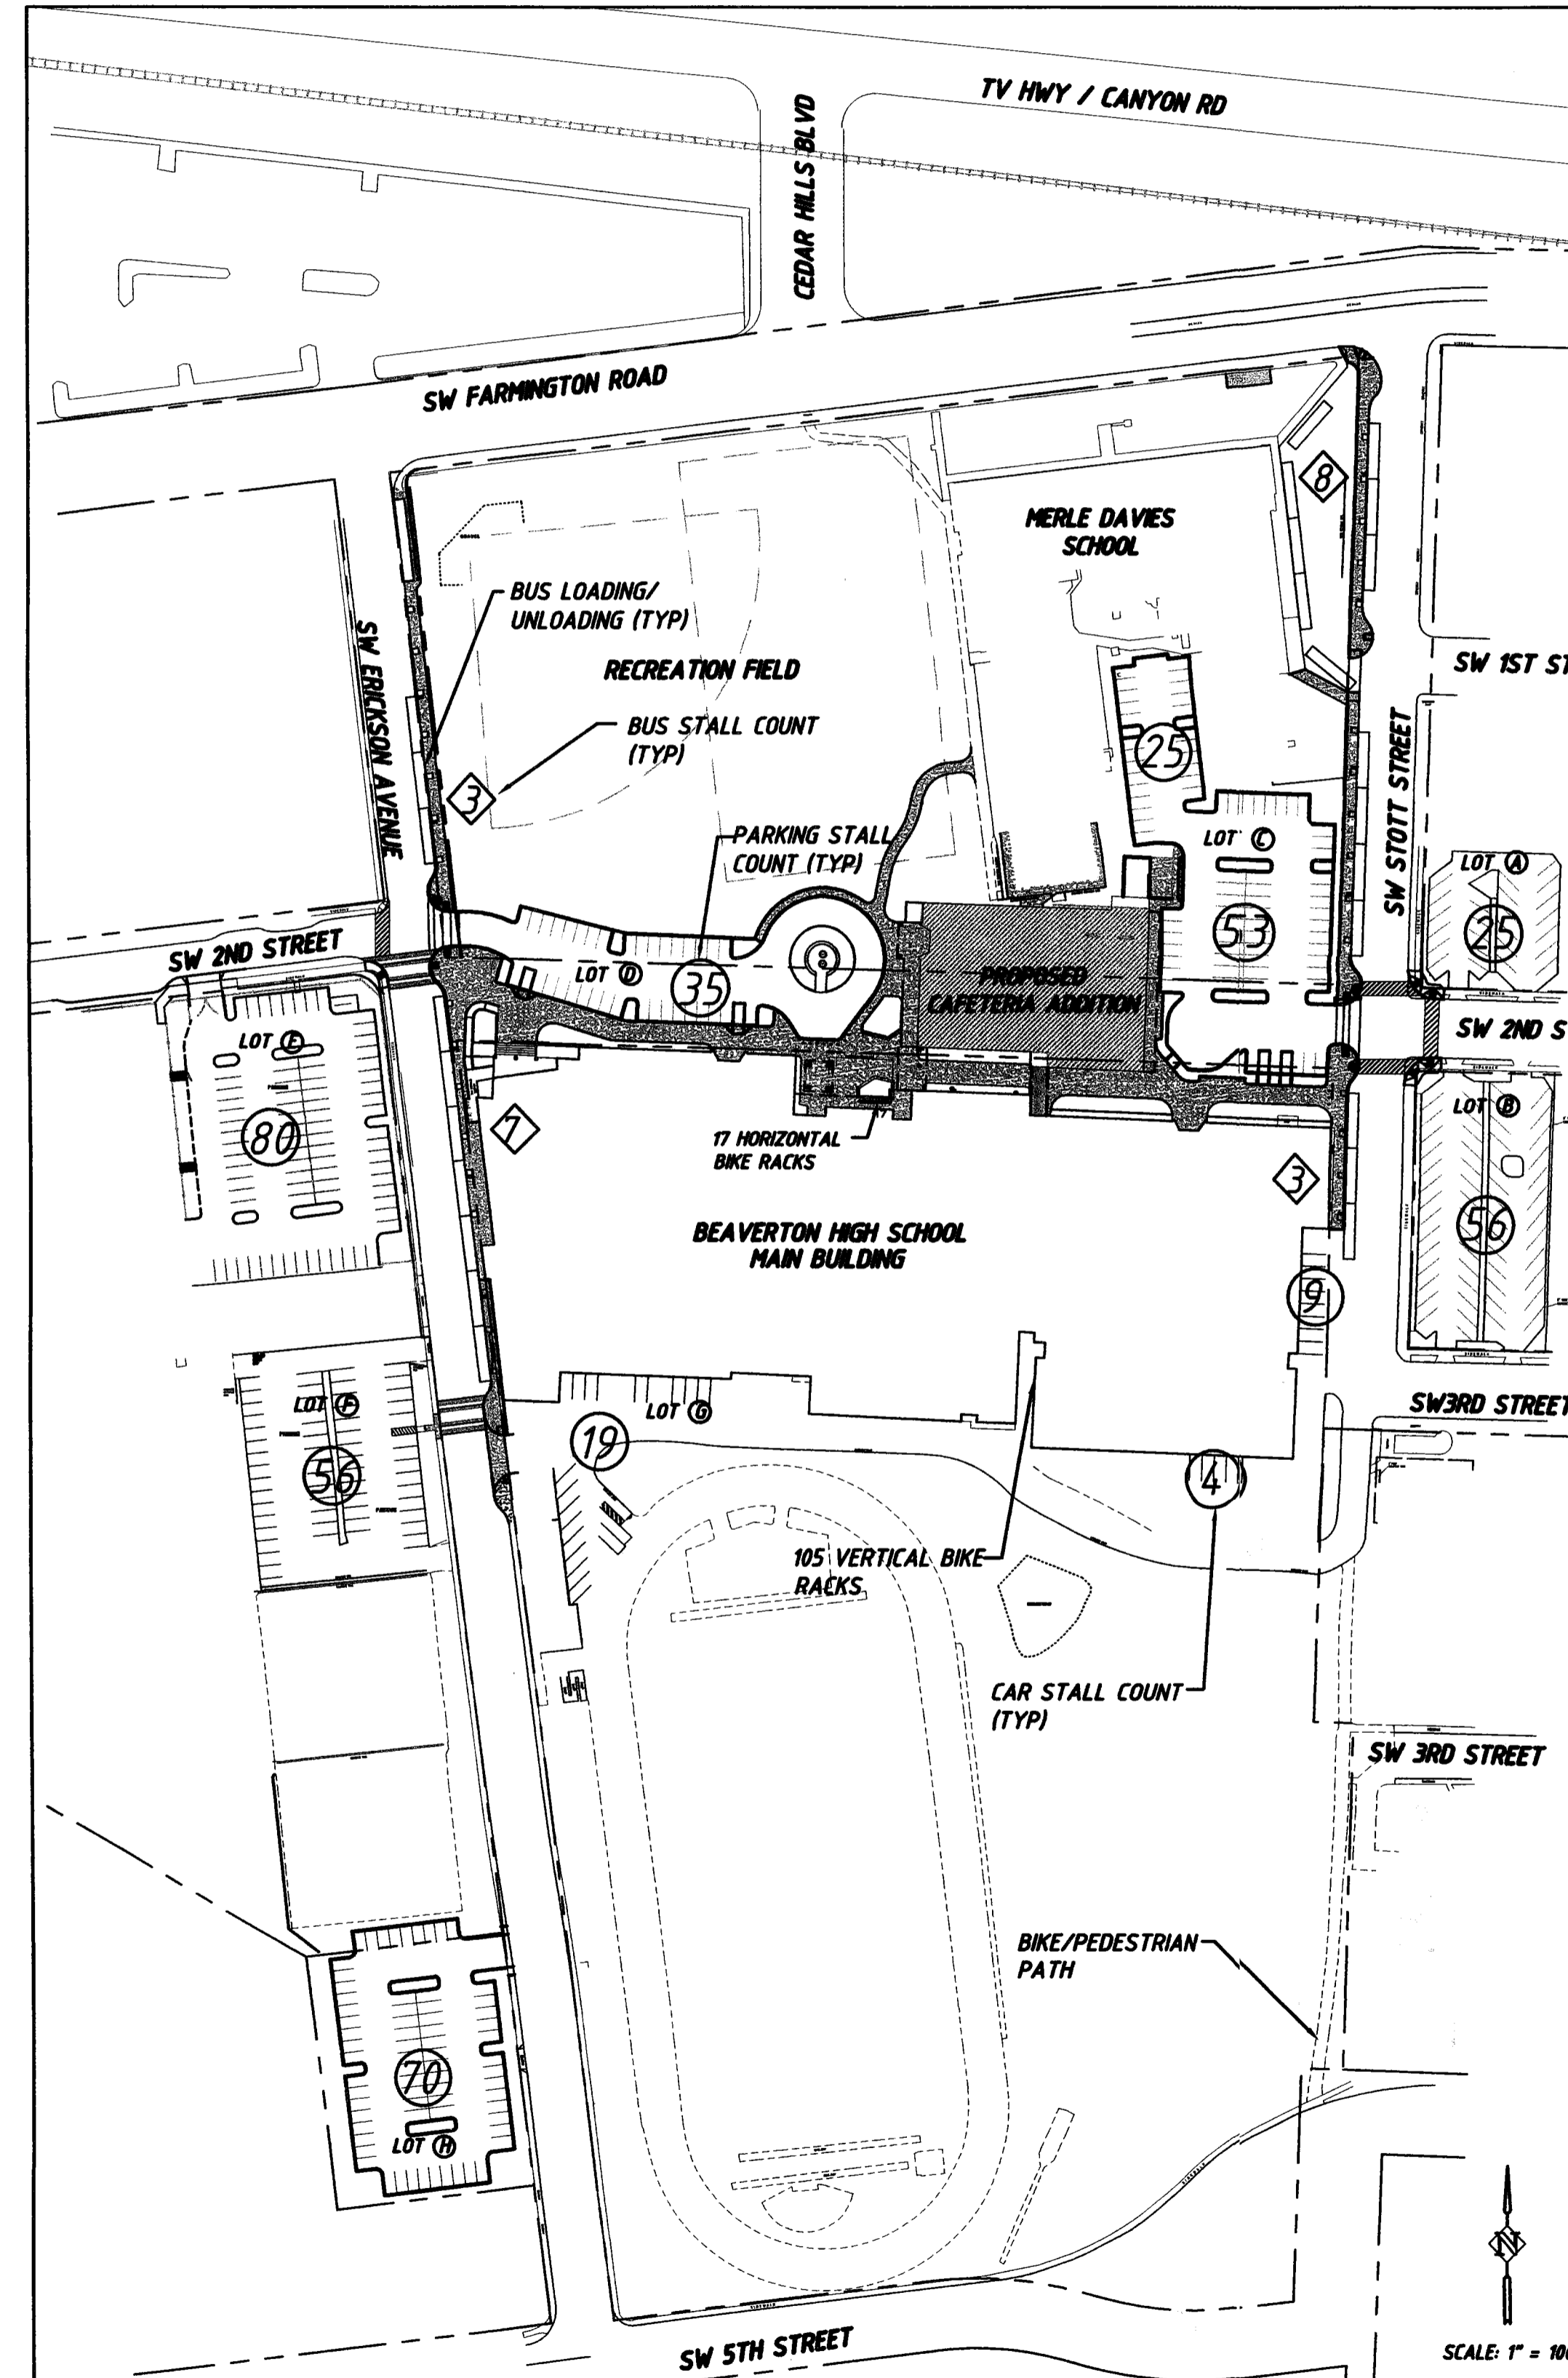 TV HWY / CANYON RD
CEDAR HILLS BLVD
SW FARMINGTON ROAD
8
MERLE DAVIES
SCHOOL
BUS LOADING/
UNLOADING (TYP)
SW ERICKSON AVENUE
RECREATION FIELD
SW 1ST ST
BUS STALL COUNT
(TYP)
25
SW STOTT STREET
3
PARKING STALL
COUNT (TYP)
LOT C
LOT A
53
25
SW 2ND STREET
LOT D
35
PROPOSED
CAFETERIA ADDITION
SW 2ND S
LOT E
LOT B
80
7
17 HORIZONTAL
BIKE RACKS
3
BEAVERTON HIGH SCHOOL
MAIN BUILDING
56
9
LOT F
LOT G
SW3RD STREET
19
56
4
105 VERTICAL BIKE
RACKS
CAR STALL COUNT
(TYP)
SW 3RD STREET
BIKE/PEDESTRIAN
PATH
70
LOT H
N
SW 5TH STREET
SCALE: 1" = 10